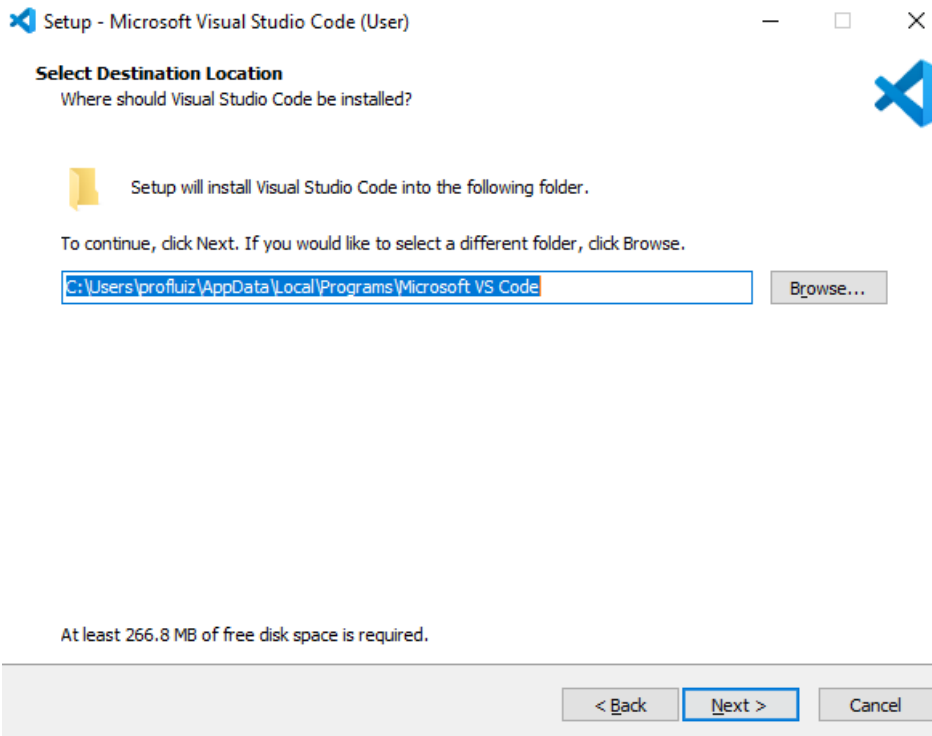 Setup - Microsoft Visual Studio Code (User)
Select Destination Location
Where should Visual Studio Code be installed?
Setup will install Visual Studio Code into the following folder.
To continue, click Next. If you would like to select a different folder, click Browse.
C:\Users\profluiz\AppData\Local\Programs\Microsoft VS Code
Browse...
At least 266.8 MB of free disk space is required.
< Back
Next >
Cancel